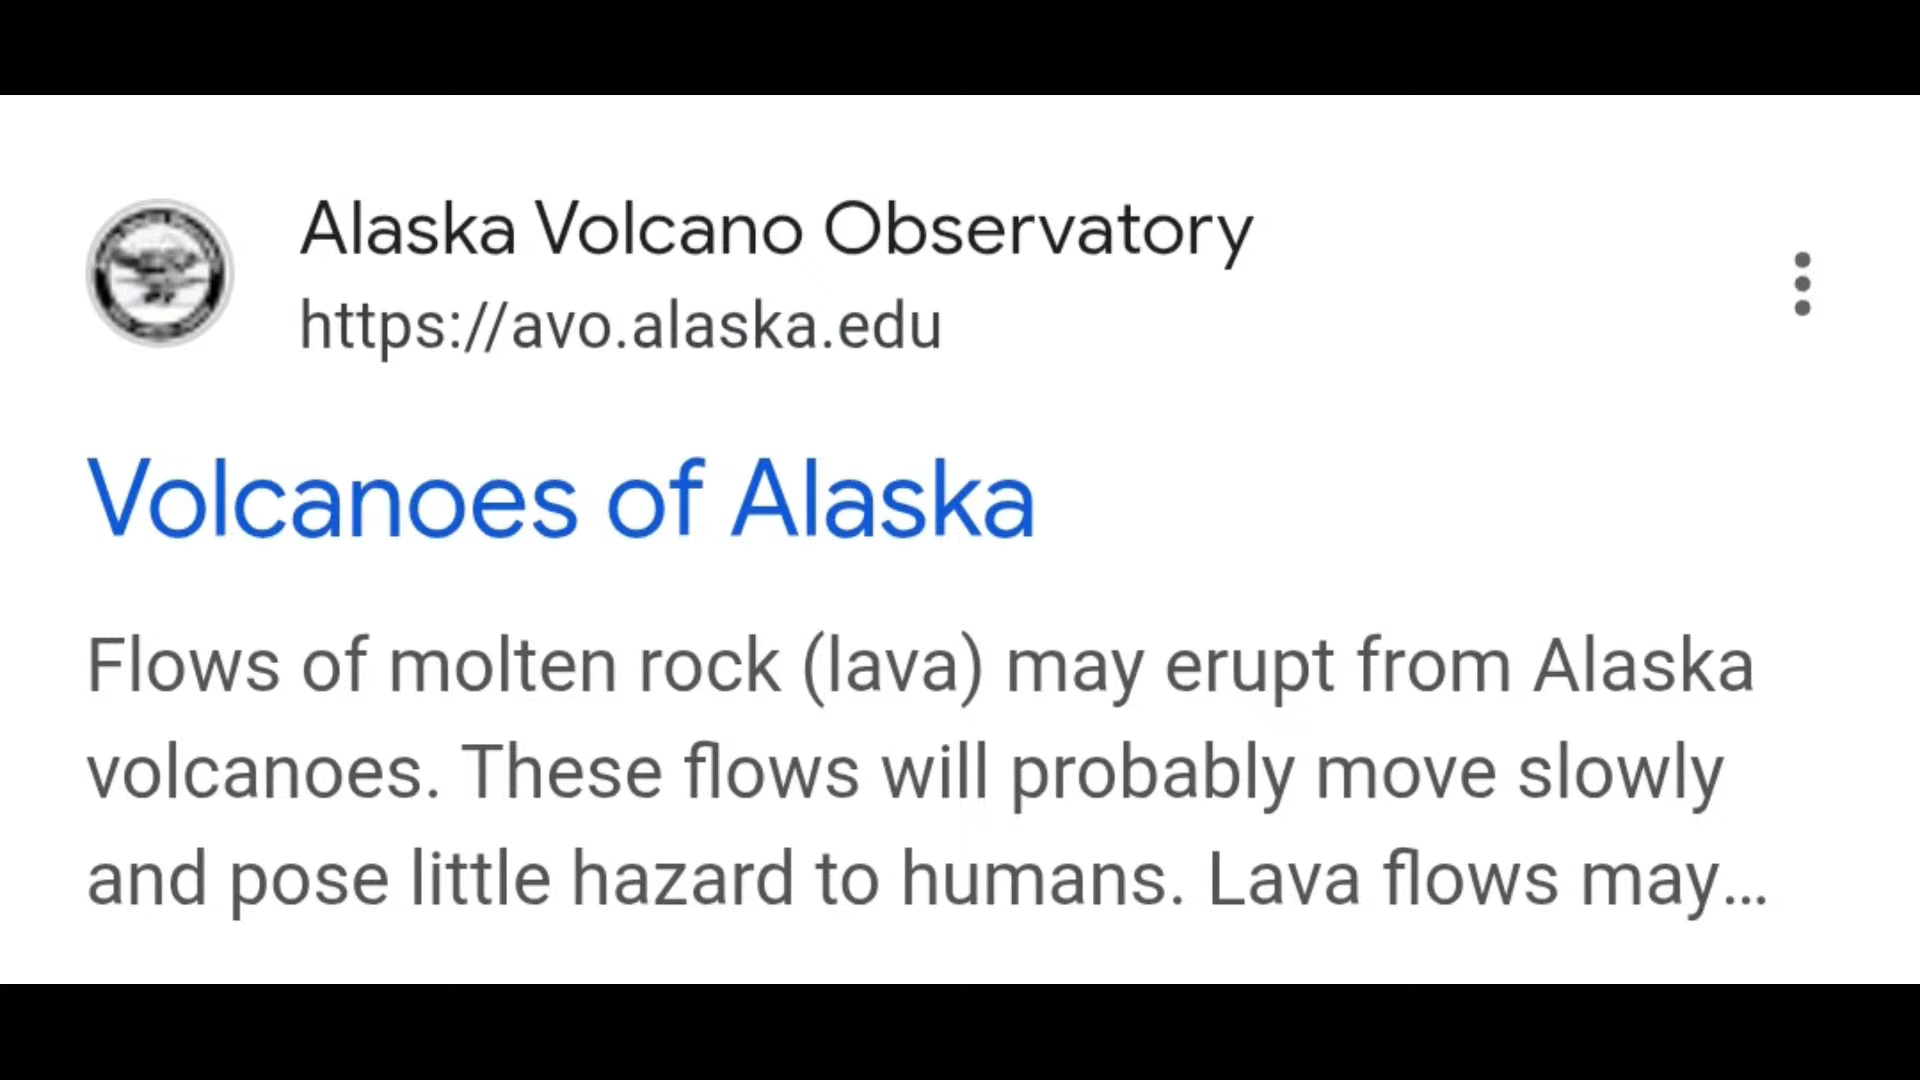 Alaska Volcano Observatory
https://avo.alaska.edu
Volcanoes of Alaska
Flows of molten rock (lava) may erupt from Alaska
volcanoes. These flows will probably move slowly
and pose little hazard to humans. Lava flows may...